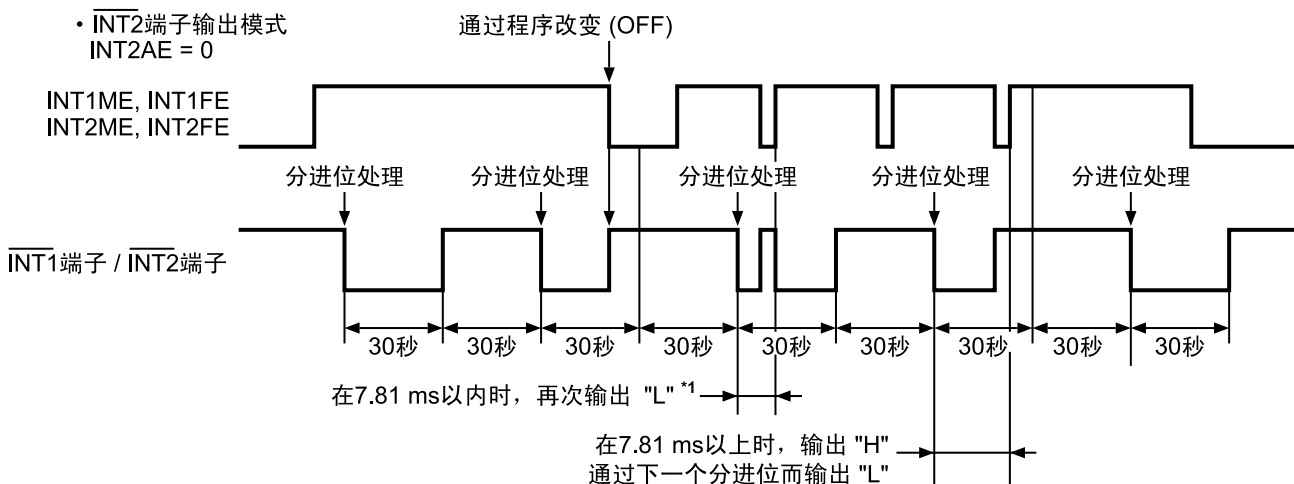 ・INT2端子输出模式
INT2AE = 0
通过程序改变 (OFF)
INT1ME, INT1FE
INT2ME, INT2FE
分进位处理 分进位处理 分进位处理 分进位处理 分进位处理
INT1端子 / INT2端子
30秒 30秒 30秒 30秒 30秒 30秒 30秒 30秒 30秒
在7.81 ms以内时，再次输出 "L" *1
在7.81 ms以上时，输出 "H"
通过下一个分进位而输出 "L"